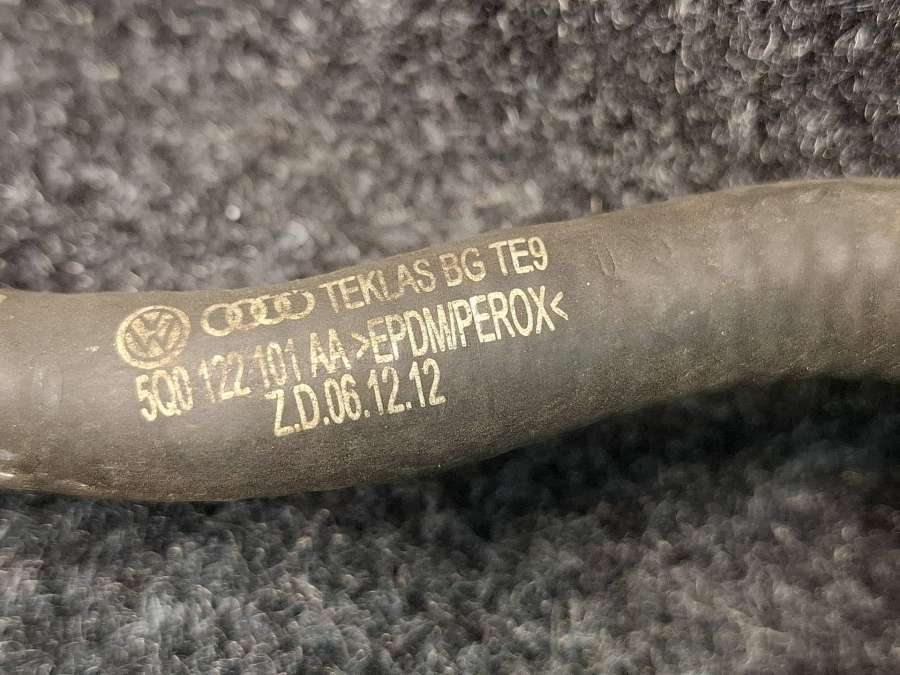 TEKLAS BG TE9
5Q0 122 101 AA >EPDM/PEROX<
Z.D.06.12.12